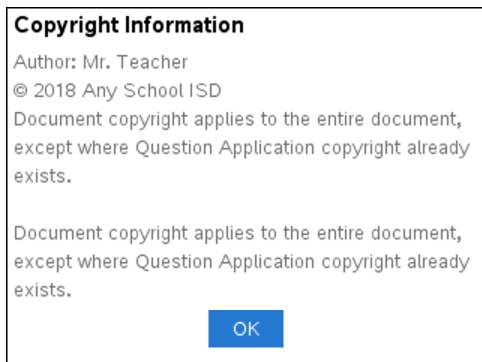 Copyright Information
Author: Mr. Teacher
© 2018 Any School ISD
Document copyright applies to the entire document,
except where Question Application copyright already
exists.
Document copyright applies to the entire document,
except where Question Application copyright already
exists.
OK